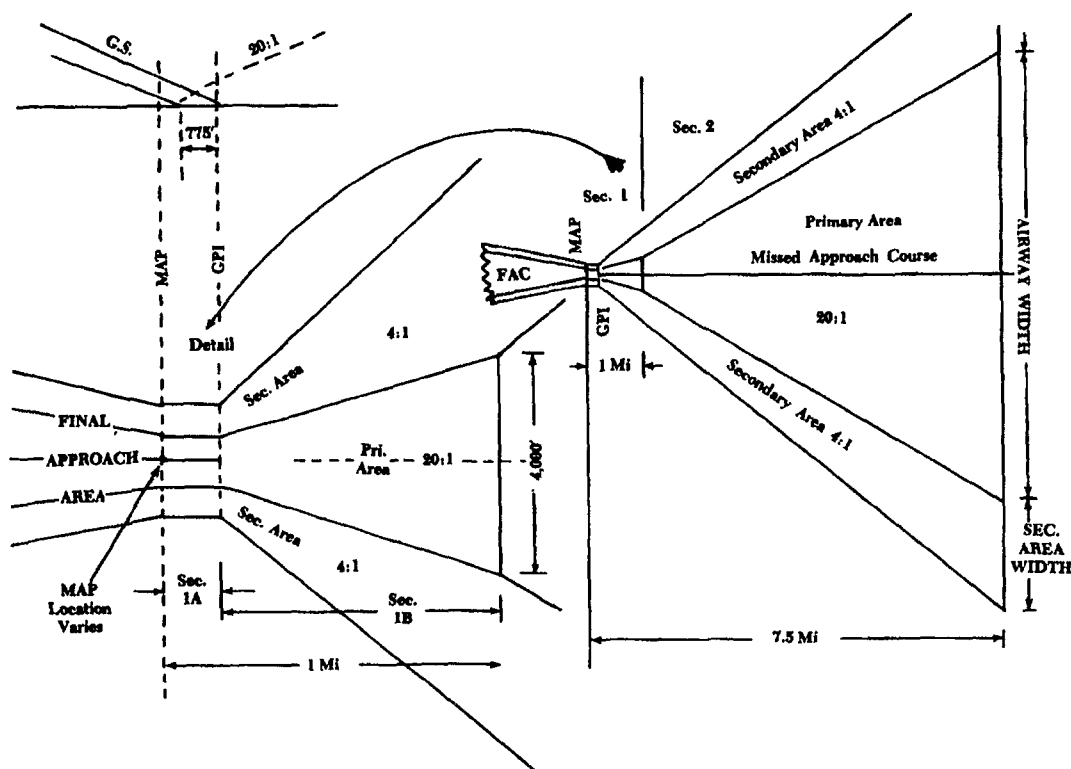 G.S.
20:1
775'
MAP
GPI
Detail
Sec. Area
4:1
FINAL
APPROACH
AREA
Pri.
Area
20:1
4,000'
Sec. Area
4:1
MAP
Location
Varies
Sec.
1A
Sec.
1B
1 Mi
Sec. 2
Sec. 1
MAP
FAC
GPI
1 Mi
Secondary Area 4:1
Primary Area
Missed Approach Course
20:1
Secondary Area 4:1
AIRWAY WIDTH
SEC.
AREA
WIDTH
7.5 Mi